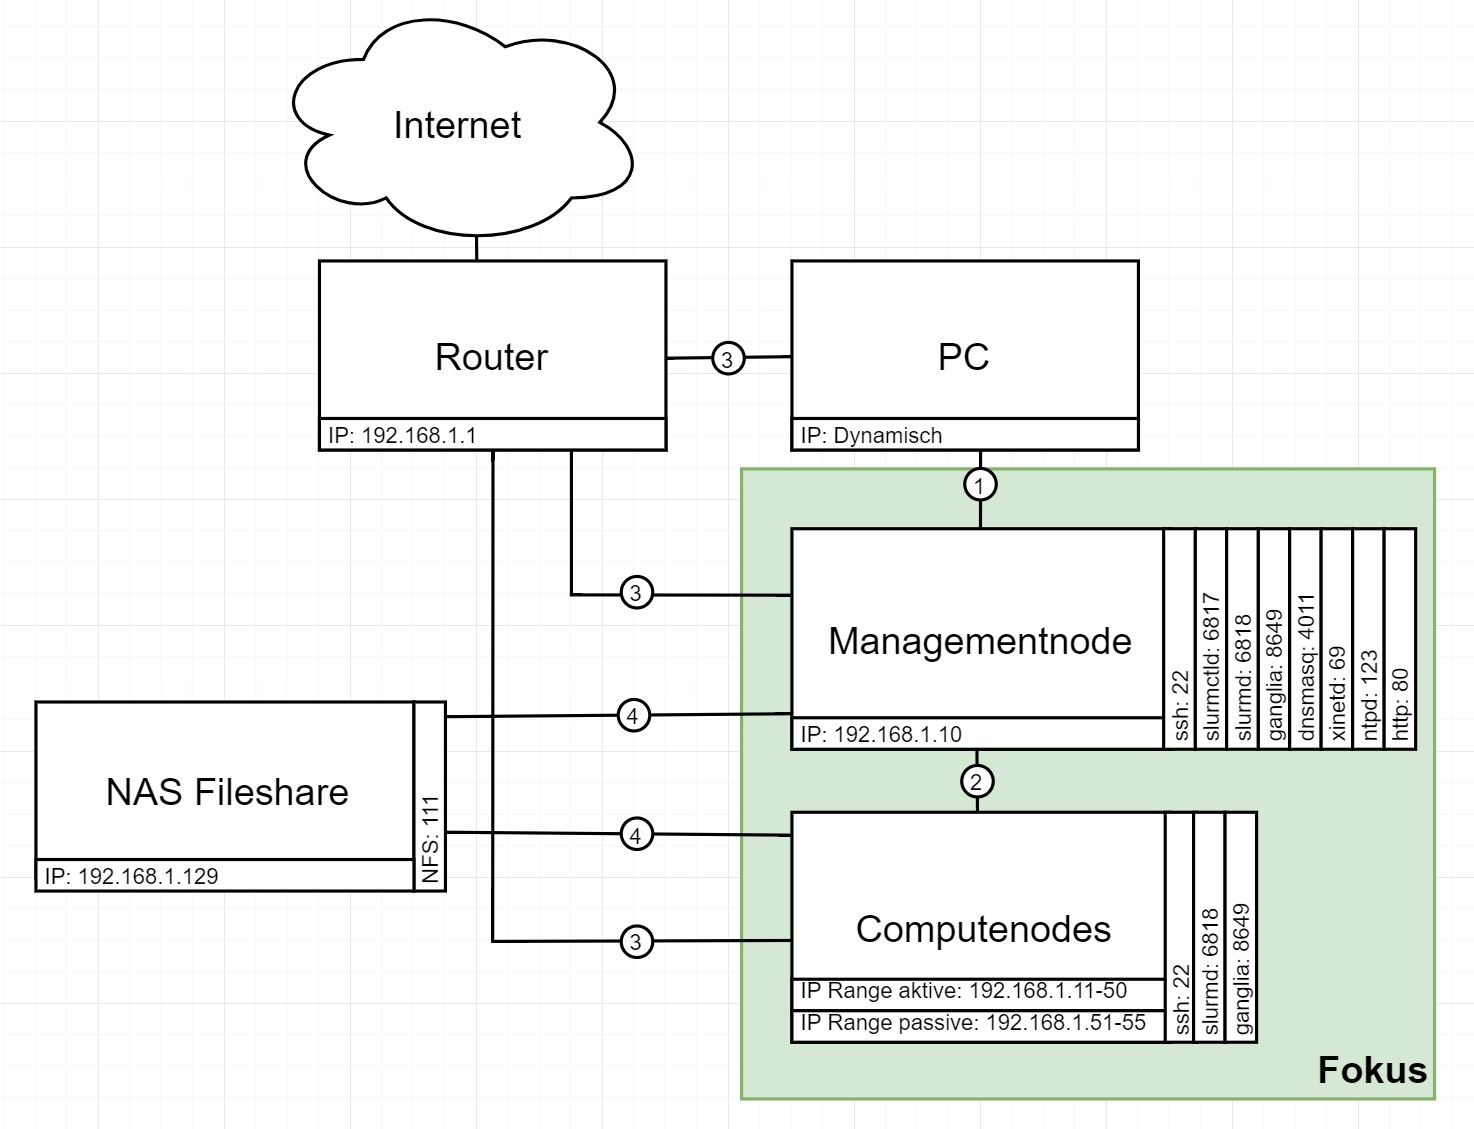 Internet
Router
IP: 192.168.1.1
3
PC
IP: Dynamisch
1
3
Managementnode
IP: 192.168.1.10
ssh: 22
slurmctld: 6817
slurmd: 6818
ganglia: 8649
dnsmasq: 4011
xinetd: 69
ntpd: 123
http: 80
4
NAS Fileshare
IP: 192.168.1.129
NFS: 111
2
4
Computenodes
IP Range aktive: 192.168.1.11-50
IP Range passive: 192.168.1.51-55
ssh: 22
slurmd: 6818
ganglia: 8649
3
Fokus